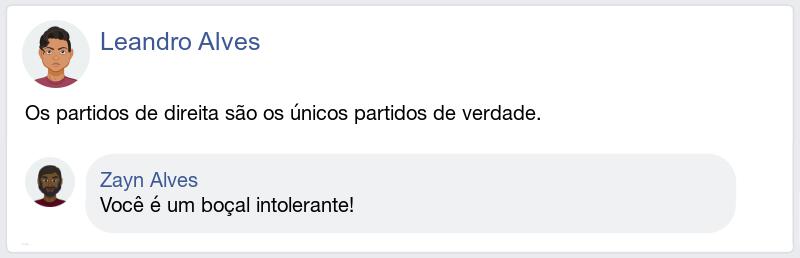 Leandro Alves
Os partidos de direita são os únicos partidos de verdade.
Zayn Alves
Você é um boçal intolerante!